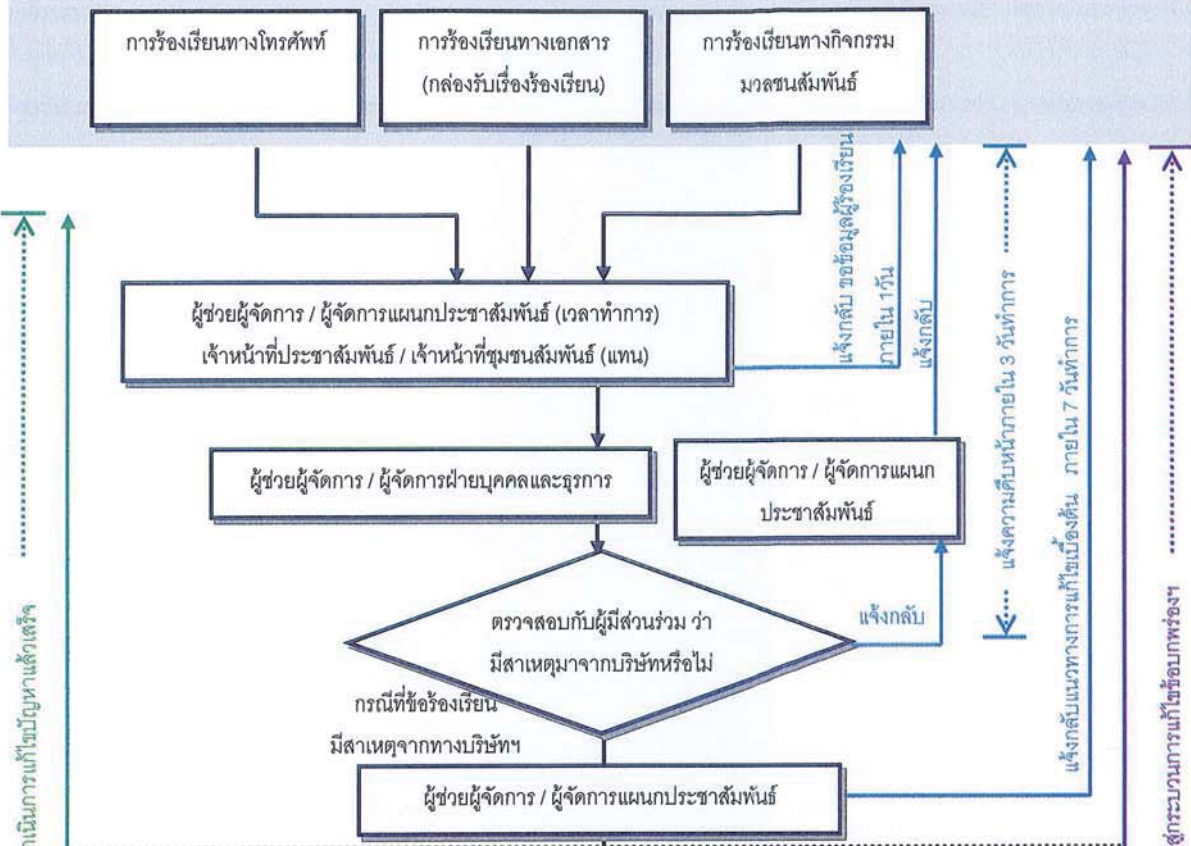 การร้องเรียนทางโทรศัพท์
การร้องเรียนทางเอกสาร
(กล่องรับเรื่องร้องเรียน)
การร้องเรียนทางกิจกรรม
มวลชนสัมพันธ์
แจ้งกลับ ขอข้อมูลผู้ร้องเรียน
ภายใน 1วัน
แจ้งกลับ
แจ้งความคืบหน้าภายใน 3 วันทำการ
แจ้งกลับแนวทางการแก้ไขเบื้องต้น ภายใน 7 วันทำการ
ผู้ช่วยผู้จัดการ / ผู้จัดการแผนกประชาสัมพันธ์ (เวลาทำการ)
เจ้าหน้าที่ประชาสัมพันธ์ / เจ้าหน้าที่ชุมชนสัมพันธ์ (แทน)
ผู้ช่วยผู้จัดการ / ผู้จัดการฝ่ายบุคคลและธุรการ
ผู้ช่วยผู้จัดการ / ผู้จัดการแผนก
ประชาสัมพันธ์
ตรวจสอบกับผู้มีส่วนร่วม ว่า
มีสาเหตุมาจากบริษัทหรือไม่
แจ้งกลับ
กรณีที่ข้อร้องเรียน
มีสาเหตุจากทางบริษัทฯ
ผู้ช่วยผู้จัดการ / ผู้จัดการแผนกประชาสัมพันธ์
เนินการแก้ไขปัญหาแล้วเสร็จ
สู่กระบวนการแก้ไขข้อบกพร่องฯ